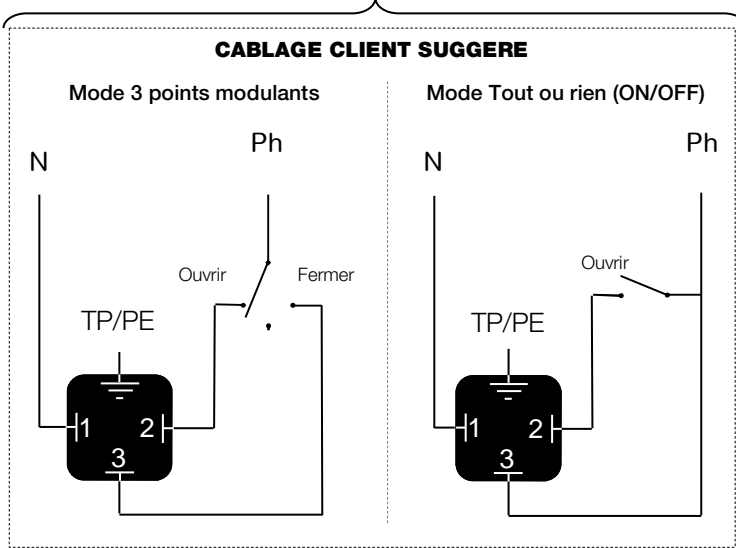 CABLAGE CLIENT SUGGERE
Mode 3 points modulants
N
Ph
Ouvrir
Fermer
TP/PE
1
2
3
Mode Tout ou rien (ON/OFF)
N
Ph
Ouvrir
TP/PE
1
2
3